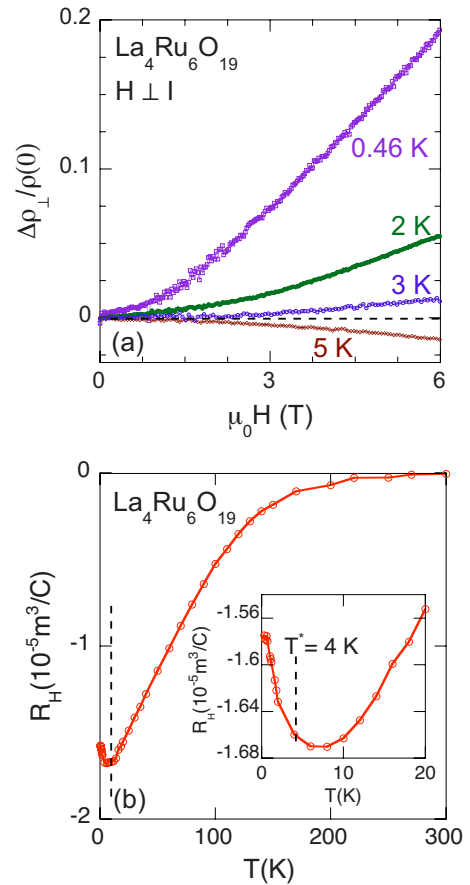 0.2
La4Ru6O19
H ⊥ I
0.46 K
0.1
Δρ⊥/ρ(0)
2 K
3 K
0
5 K
(a)
0 3 6
μ0H (T)
0
La4Ru6O19
-1.56
T* = 4 K
-1.6
-1
RH(10-5m3/C)
RH(10-5m3/C)
-1.64
-1.68
0 10 20
T(K)
(b)
-2
0 100 200 300
T(K)